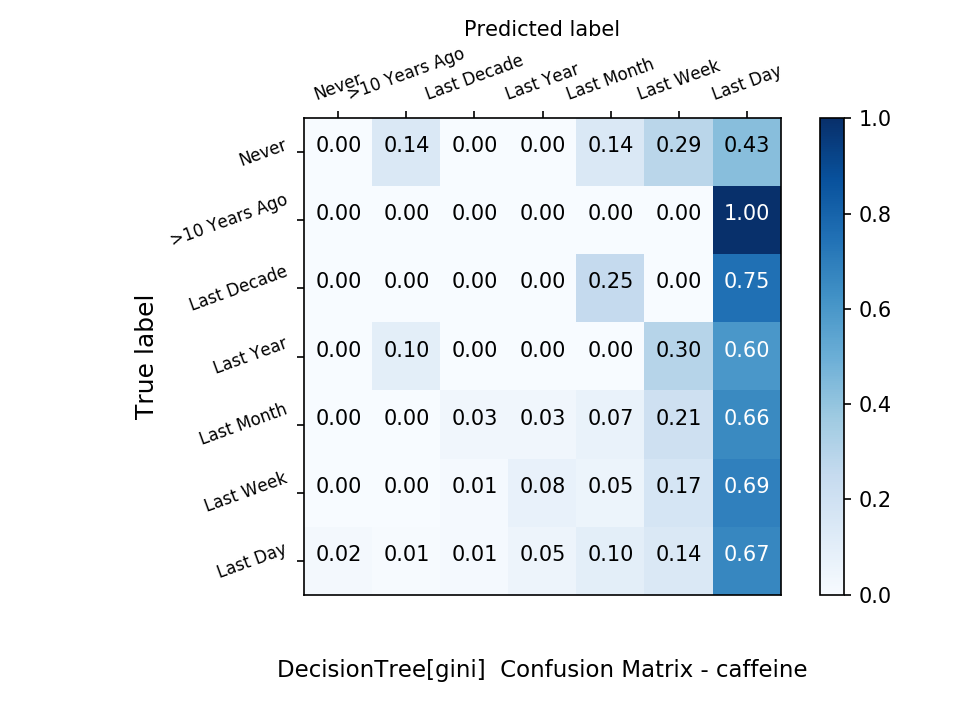 Predicted label
Never >10 Years Ago Last Decade Last Year Last Month Last Week Last Day
Never 0.00 0.14 0.00 0.00 0.14 0.29 0.43
>10 Years Ago 0.00 0.00 0.00 0.00 0.00 0.00 1.00
Last Decade 0.00 0.00 0.00 0.00 0.25 0.00 0.75
Last Year 0.00 0.10 0.00 0.00 0.00 0.30 0.60
Last Month 0.00 0.00 0.03 0.03 0.07 0.21 0.66
Last Week 0.00 0.00 0.01 0.08 0.05 0.17 0.69
Last Day 0.02 0.01 0.01 0.05 0.10 0.14 0.67
True label
1.0
0.8
0.6
0.4
0.2
0.0
DecisionTree[gini]  Confusion Matrix - caffeine